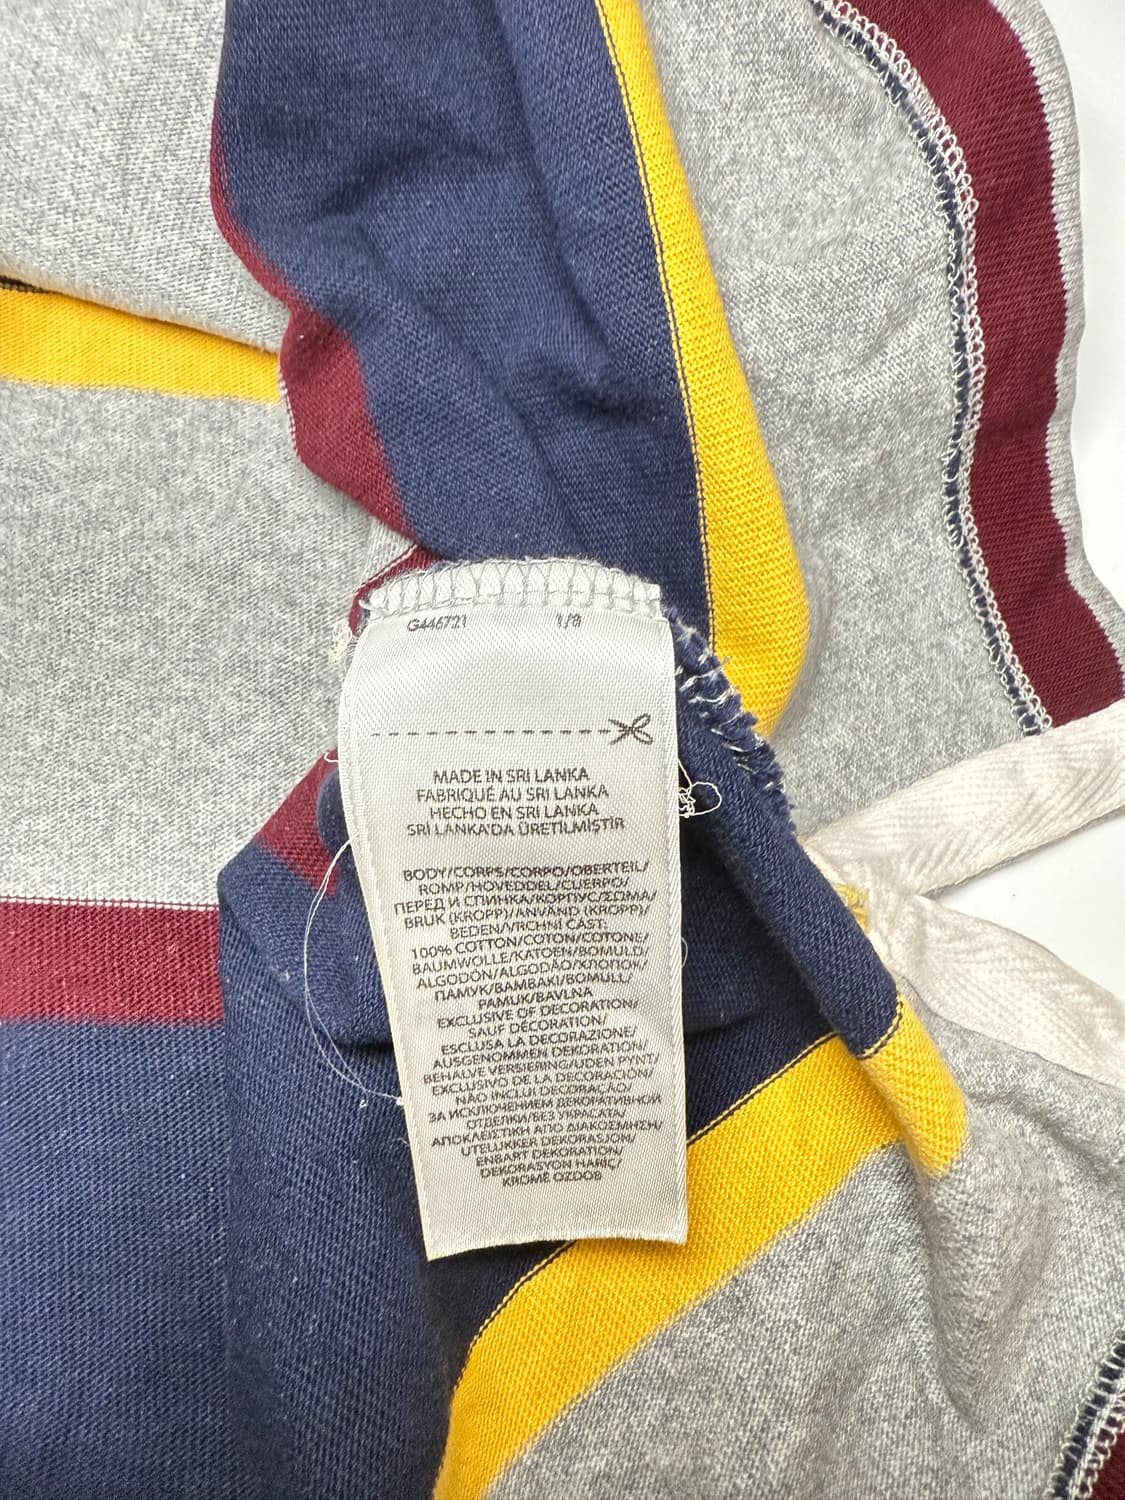 G446721 1/8
MADE IN SRI LANKA
FABRIQUÉ AU SRI LANKA
HECHO EN SRI LANKA
SRI LANKA'DA ÜRETİLMİŞTİR
BODY/CORPS/CORPO/OBERTEIL/
ROMP/HOVEDDEL/CUERPO/
ПЕРЕД И СПИНКА/КОРПУС/ΣΩΜΑ/
BRUK (KROPP)/ANVÄND (KROPP)/
BEDEN/VRCHNÍ ČÁST:
100% COTTON/COTON/COTONE/
BAUMWOLLE/KATOEN/BOMULD/
ALGODÓN/ALGODÃO/ХЛОПОК/
ПАМУК/ΒΑΜΒΑΚΙ/BOMULL/
PAMUK/BAVLNA
EXCLUSIVE OF DECORATION/
SAUF DÉCORATION/
ESCLUSA LA DECORAZIONE/
AUSGENOMMEN DEKORATION/
BEHALVE VERSIERING/UDEN PYNT/
EXCLUSIVO DE LA DECORACIÓN/
NÃO INCLUI DECORAÇÃO/
ЗА ИСКЛЮЧЕНИЕМ ДЕКОРАТИВНОЙ
ОТДЕЛКИ/БЕЗ УКРАСАТА/
ΑΠΟΚΛΕΙΣΤΙΚΗ ΑΠΟ ΔΙΑΚΟΣΜΗΣΗ/
UTELUKKER DEKORASJON/
ENBART DEKORATION/
DEKORASYON HARİÇ/
KROMĚ OZDOB